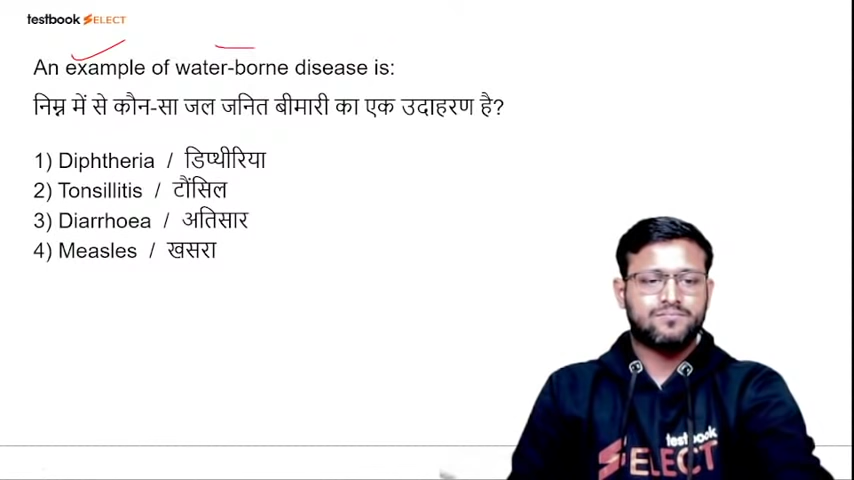 testbook SELECT
An example of water-borne disease is:
निम्न में से कौन-सा जल जनित बीमारी का एक उदाहरण है?
1) Diphtheria / डिप्थीरिया
2) Tonsillitis / टौंसिल
3) Diarrhoea / अतिसार
4) Measles / खसरा
testbook
SELECT